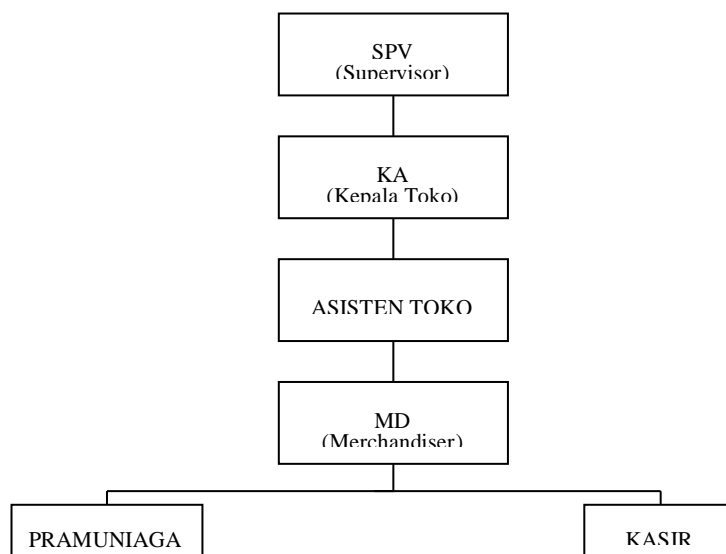 SPV
(Supervisor)
KA
(Kepala Toko)
ASISTEN TOKO
MD
(Merchandiser)
PRAMUNIAGA
KASIR